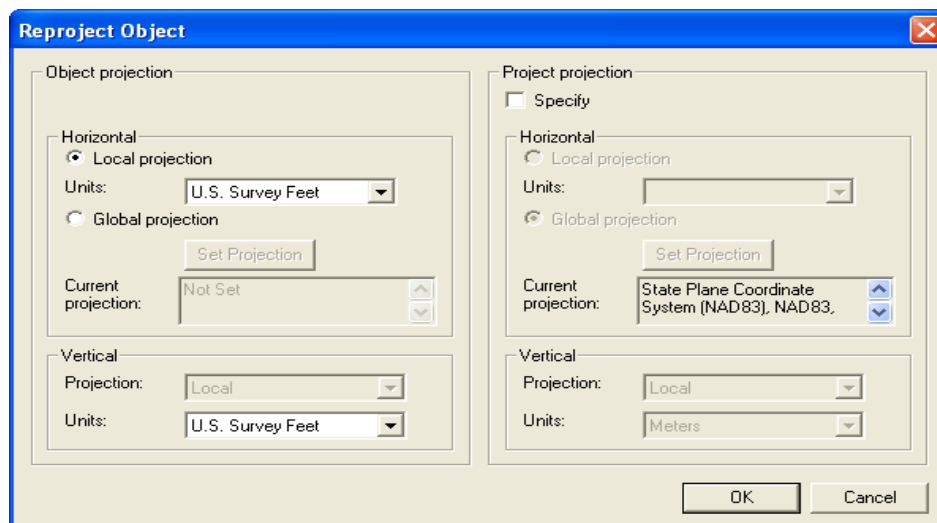 Reproject Object
Object projection
Horizontal
Local projection
Units:
U.S. Survey Feet
Global projection
Set Projection
Current
projection:
Not Set
Vertical
Projection:
Local
Units:
U.S. Survey Feet
Project projection
Specify
Horizontal
Local projection
Units:
Global projection
Set Projection
Current
projection:
State Plane Coordinate
System (NAD83), NAD83,
Vertical
Projection:
Local
Units:
Meters
OK
Cancel